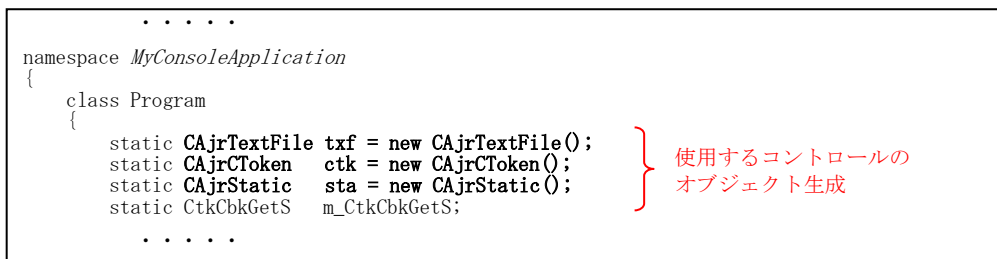 ・・・・・
namespace MyConsoleApplication
{
    class Program
    {
        static CAjrTextFile txf = new CAjrTextFile();
        static CAjrCToken   ctk = new CAjrCToken();
        static CAjrStatic   sta = new CAjrStatic();
        static CtkCbkGetS   m_CtkCbkGetS;
使用するコントロールの
オブジェクト生成
・・・・・